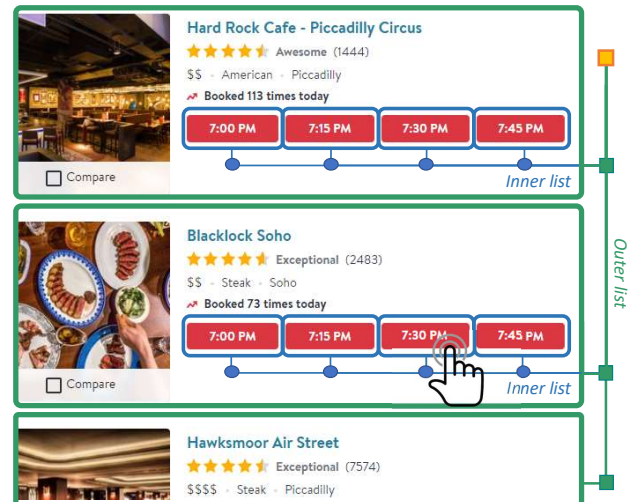 Hard Rock Cafe - Piccadilly Circus
Awesome (1444)
$$ · American · Piccadilly
Booked 113 times today
7:00 PM 7:15 PM 7:30 PM 7:45 PM
Compare
Inner list
Blacklock Soho
Exceptional (2483)
$$ · Steak · Soho
Booked 73 times today
7:00 PM 7:15 PM 7:30 PM 7:45 PM
Compare
Inner list
Outer list
Hawksmoor Air Street
Exceptional (7574)
$$$$ · Steak · Piccadilly